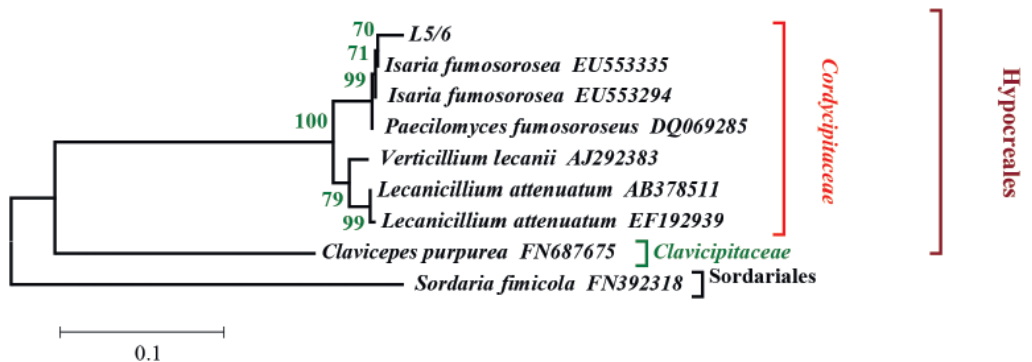 70 L5/6
71
Isaria fumosorosea EU553335
99
Isaria fumosorosea EU553294
100
Paecilomyces fumosoroseus DQ069285
Verticillium lecanii AJ292383
Lecanicillium attenuatum AB378511
79
99 Lecanicillium attenuatum EF192939
Clavicepes purpurea FN687675 Clavicipitaceae
Sordaria fimicola FN392318 Sordariales
Cordycipitaceae
Hypocreales
0.1